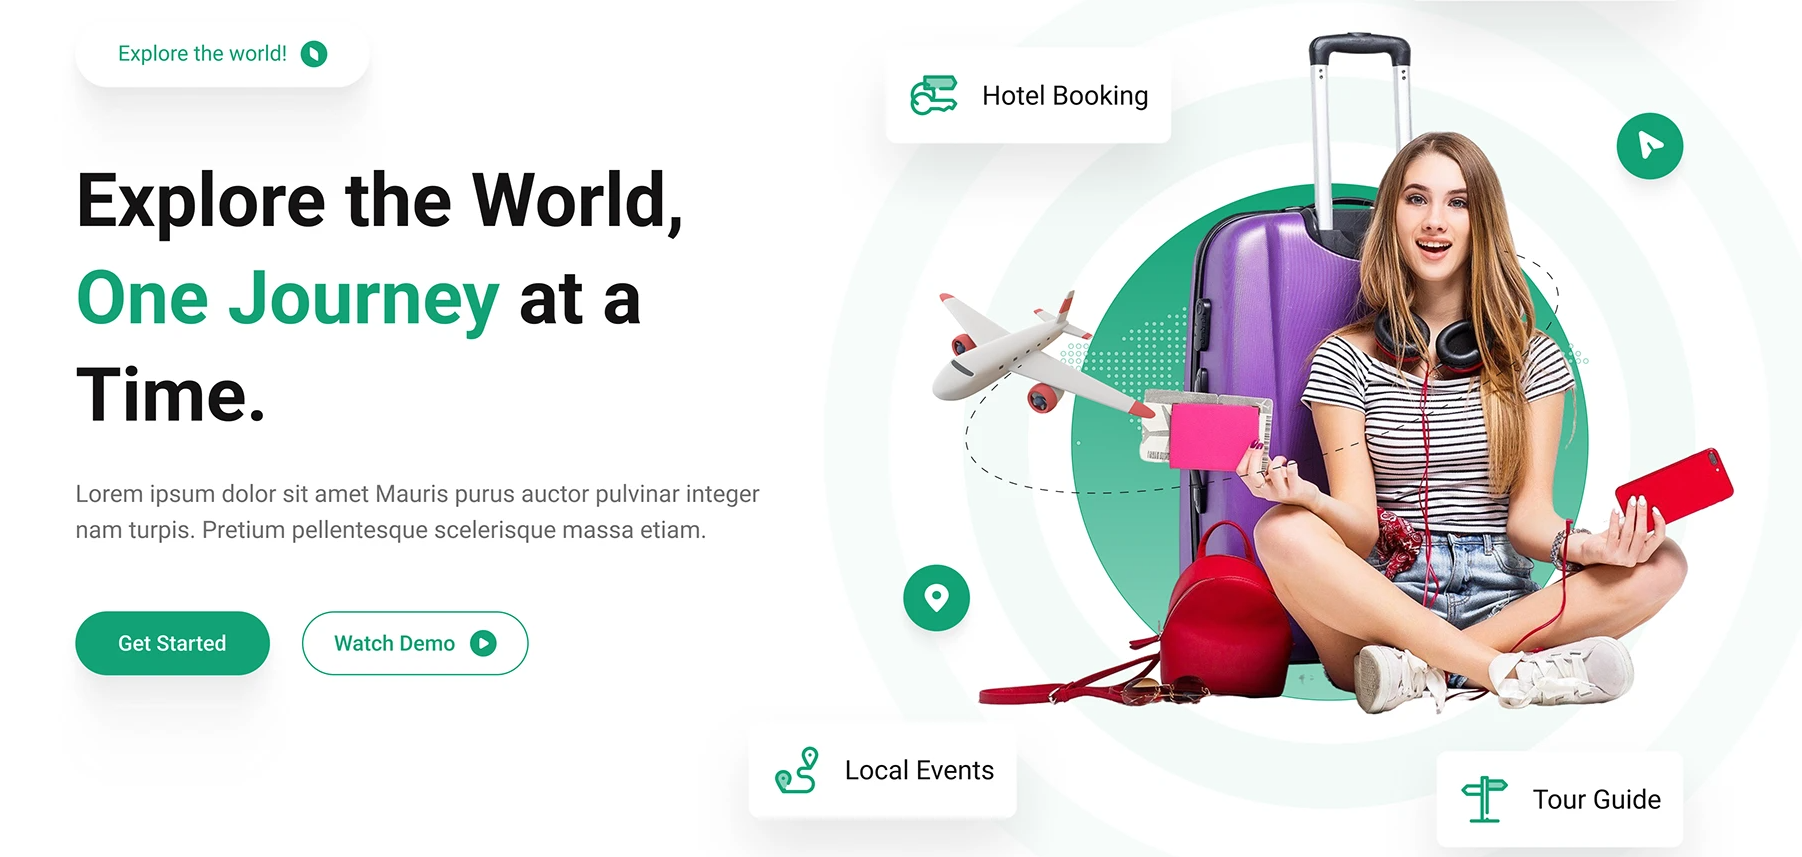 Explore the world!
Explore the World,
One Journey at a
Time.
Lorem ipsum dolor sit amet Mauris purus auctor pulvinar integer
nam turpis. Pretium pellentesque scelerisque massa etiam.
Get Started
Watch Demo
Hotel Booking
Local Events
Tour Guide